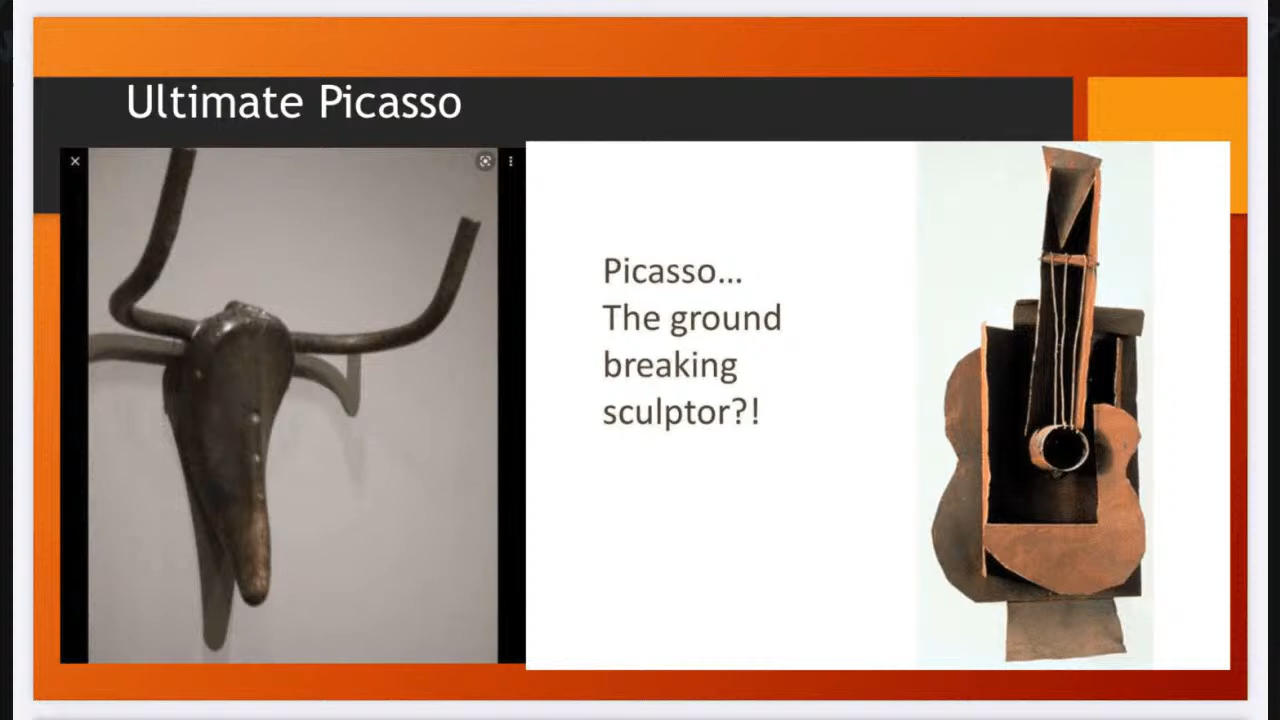 Ultimate Picasso
Picasso...
The ground
breaking
sculptor?!